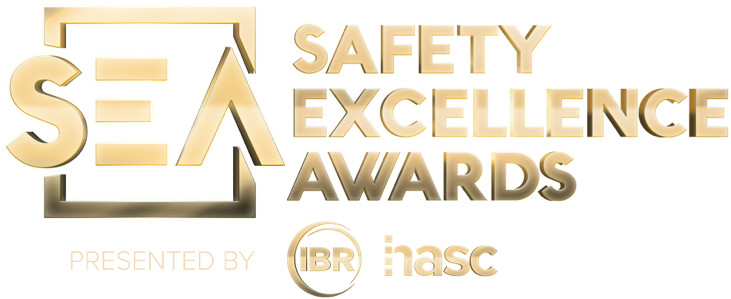 SEA
SAFETY
EXCELLENCE
AWARDS
PRESENTED BY IBR hasc